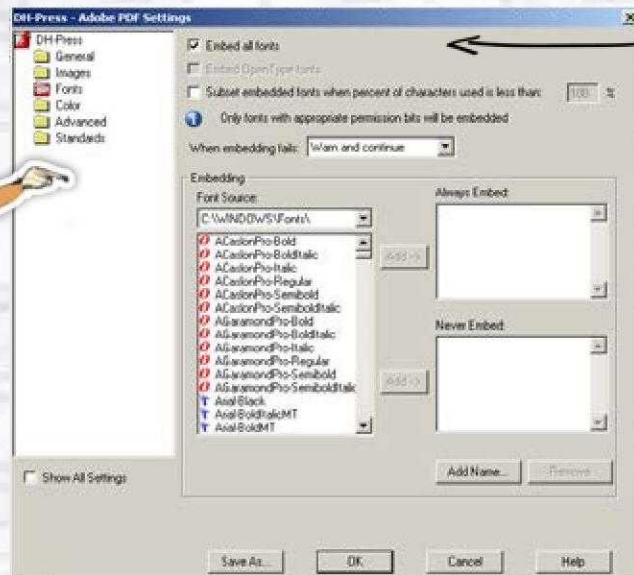 DH-Press - Adobe PDF Settings
DH-Press
General
Images
Fonts
Color
Advanced
Standards
Show All Settings
Embed all fonts
Embed OpenType fonts
Subset embedded fonts when percent of characters used is less than: 100 %
Only fonts with appropriate permission bits will be embedded
When embedding fails: Warn and continue
Embedding
Font Source:
C:\WINDOWS\Fonts\
ACaslonPro-Bold
ACaslonPro-BoldItalic
ACaslonPro-Italic
ACaslonPro-Regular
ACaslonPro-Semibold
ACaslonPro-SemiboldItalic
AGaramondPro-Bold
AGaramondPro-BoldItalic
AGaramondPro-Italic
AGaramondPro-Regular
AGaramondPro-Semibold
AGaramondPro-SemiboldItalic
Arial-Black
Arial-BoldItalicMT
Arial-BoldMT
Add ->
Add ->
Always Embed:
Never Embed:
Add Name...
Remove
Save As...
OK
Cancel
Help